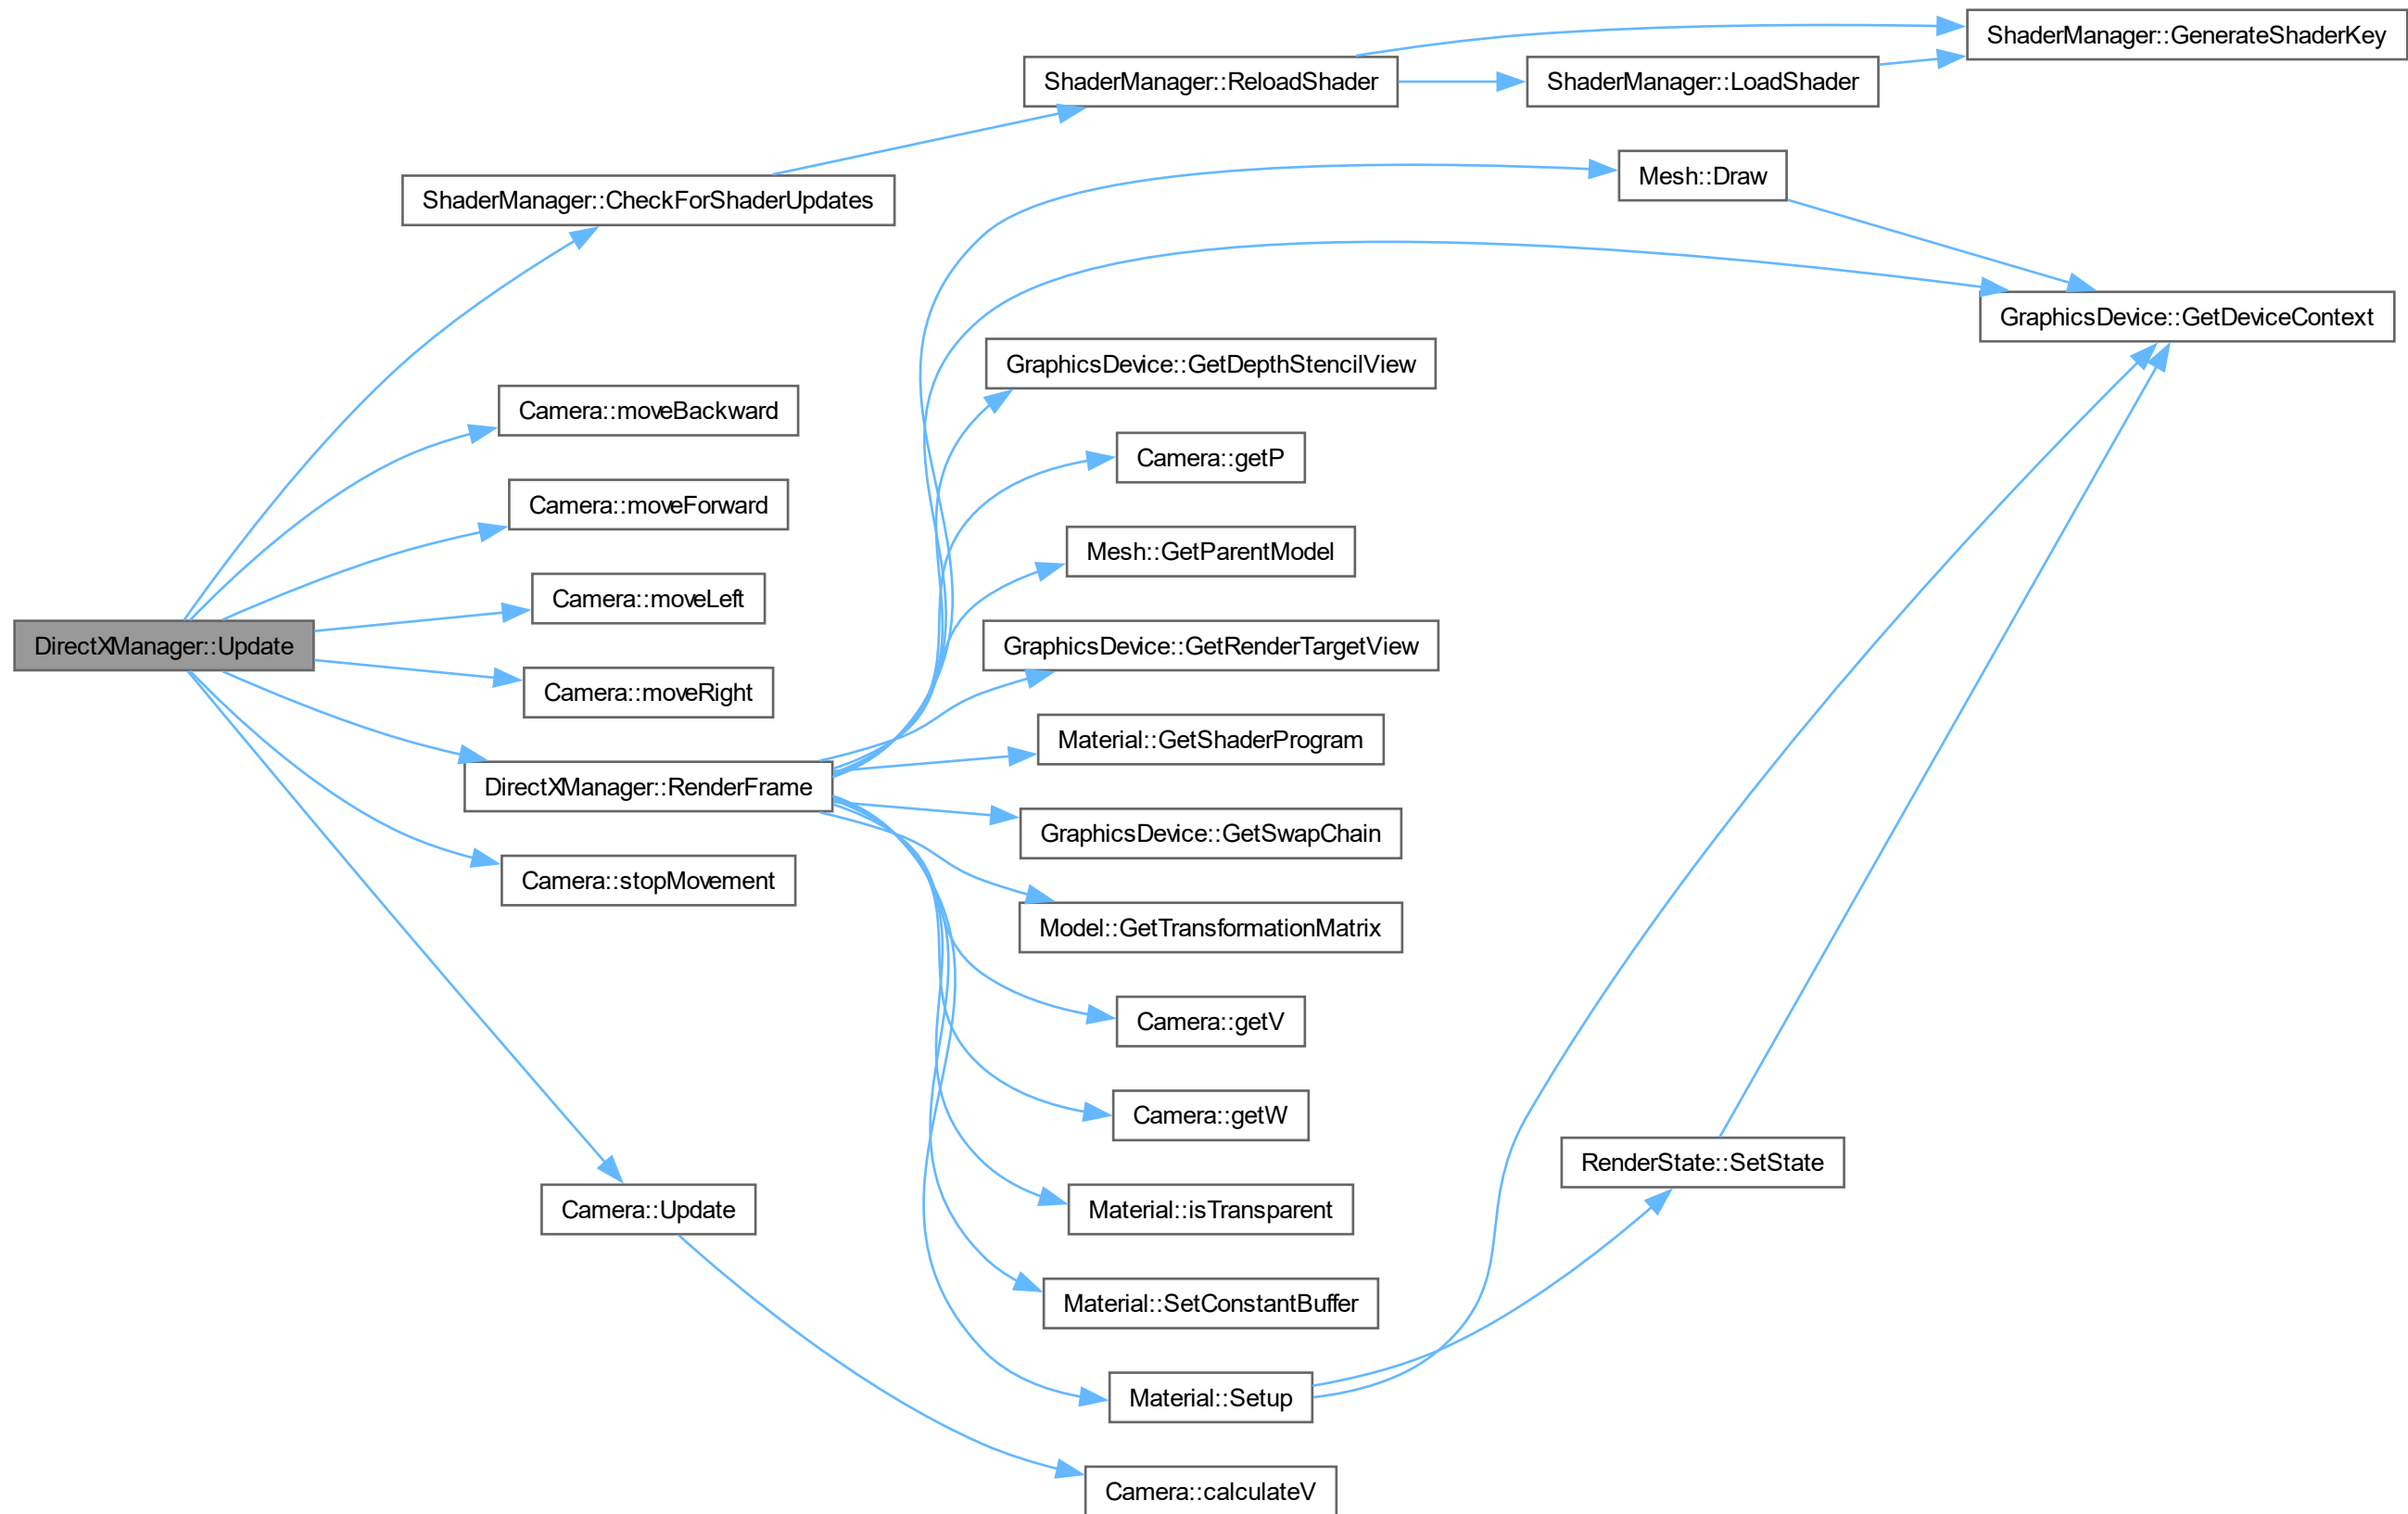 ShaderManager::GenerateShaderKey
ShaderManager::ReloadShader
ShaderManager::LoadShader
Mesh::Draw
ShaderManager::CheckForShaderUpdates
GraphicsDevice::GetDeviceContext
GraphicsDevice::GetDepthStencilView
Camera::moveBackward
Camera::getP
Camera::moveForward
Mesh::GetParentModel
Camera::moveLeft
DirectXManager::Update
GraphicsDevice::GetRenderTargetView
Camera::moveRight
Material::GetShaderProgram
DirectXManager::RenderFrame
GraphicsDevice::GetSwapChain
Camera::stopMovement
Model::GetTransformationMatrix
Camera::getV
Camera::getW
RenderState::SetState
Camera::Update
Material::isTransparent
Material::SetConstantBuffer
Material::Setup
Camera::calculateV